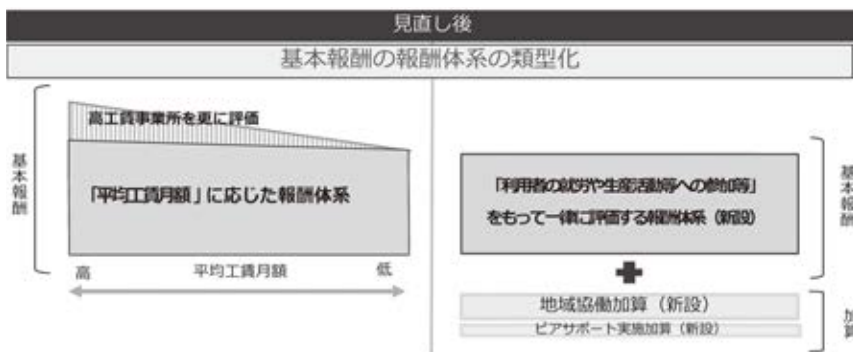 見直し後
基本報酬の報酬体系の類型化
基本報酬
高工賃事業所を更に評価
「平均工賃月額」に応じた報酬体系
高
平均工賃月額
低
「利用者の就労や生産活動等への参加等」
をもって一律に評価する報酬体系（新設）
基本報酬
地域協働加算（新設）
ピアサポート実施加算（新設）
加算